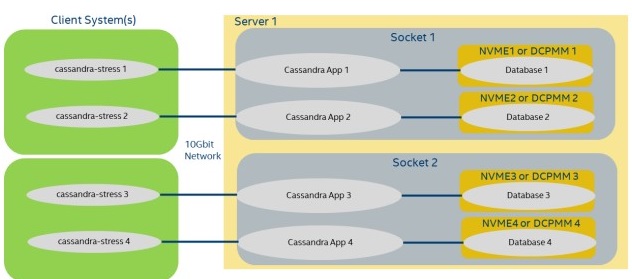 Client System(s)
Server 1
Socket 1
NVME1 or DCPMM 1
cassandra-stress 1
Cassandra App 1
Database 1
NVME2 or DCPMM 2
cassandra-stress 2
Cassandra App 2
Database 2
10Gbit
Network
Socket 2
NVME3 or DCPMM 3
cassandra-stress 3
Cassandra App 3
Database 3
NVME4 or DCPMM 4
cassandra-stress 4
Cassandra App 4
Database 4